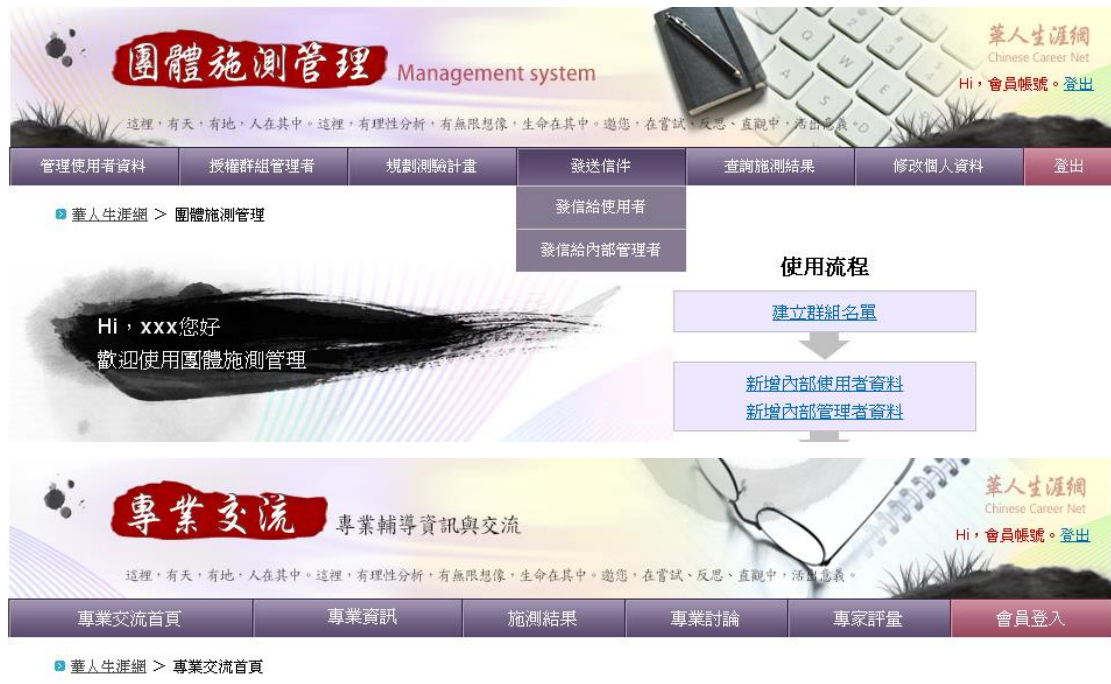 團體施測管理 Management system
華人生涯網
Chinese Career Net
Hi,會員帳號。登出
這裡,有天,有地,人在其中。這裡,有理性分析,有無限想像,生命在其中。邀您,在嘗試、反思、直觀中,活出意義。
管理使用者資料 授權群組管理者 規劃測驗計畫 發送信件 查詢施測結果 修改個人資料 登出
發信給使用者
發信給內部管理者
華人生涯網 > 團體施測管理
Hi,xxx您好
歡迎使用團體施測管理
使用流程
建立群組名單
新增內部使用者資料
新增內部管理者資料
專業交流 專業輔導資訊與交流
華人生涯網
Chinese Career Net
Hi,會員帳號。登出
這裡,有天,有地,人在其中。這裡,有理性分析,有無限想像,生命在其中。邀您,在嘗試、反思、直觀中,活出意義。
專業交流首頁 專業資訊 施測結果 專業討論 專家評量 會員登入
華人生涯網 > 專業交流首頁